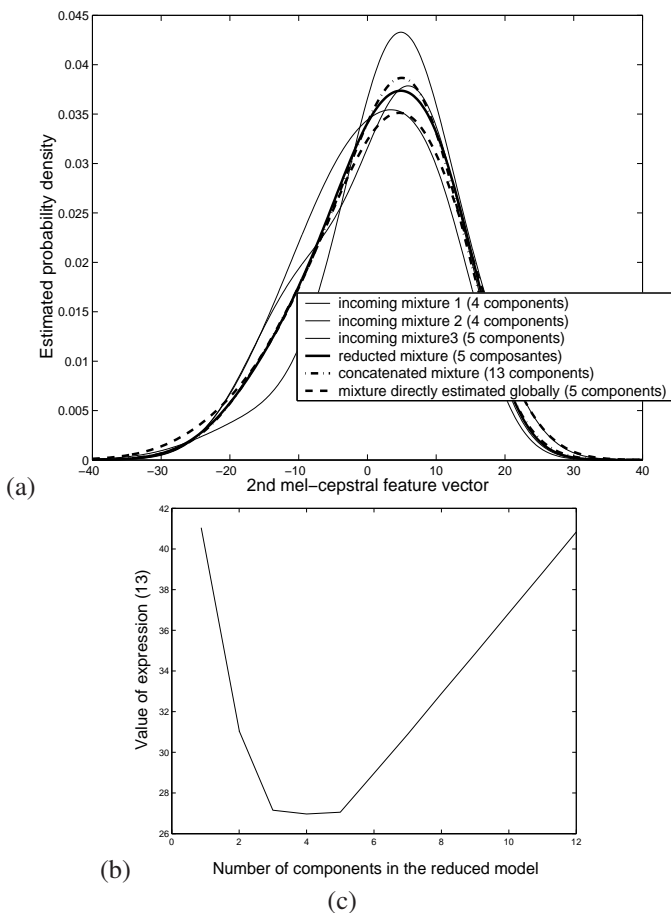 0.045
0.04
0.035
0.03
0.025
0.02
0.015
0.01
0.005
0
Estimated probability density
incoming mixture 1 (4 components)
incoming mixture 2 (4 components)
incoming mixture3 (5 components)
reducted mixture (5 composantes)
concatenated mixture (13 components)
mixture directly estimated globally (5 components)
−40 −30 −20 −10 0 10 20 30 40
2nd mel−cepstral feature vector
(a)
42
40
38
36
34
32
30
28
26
Value of expression (13)
0 2 4 6 8 10 12
Number of components in the reduced model
(b)
(c)